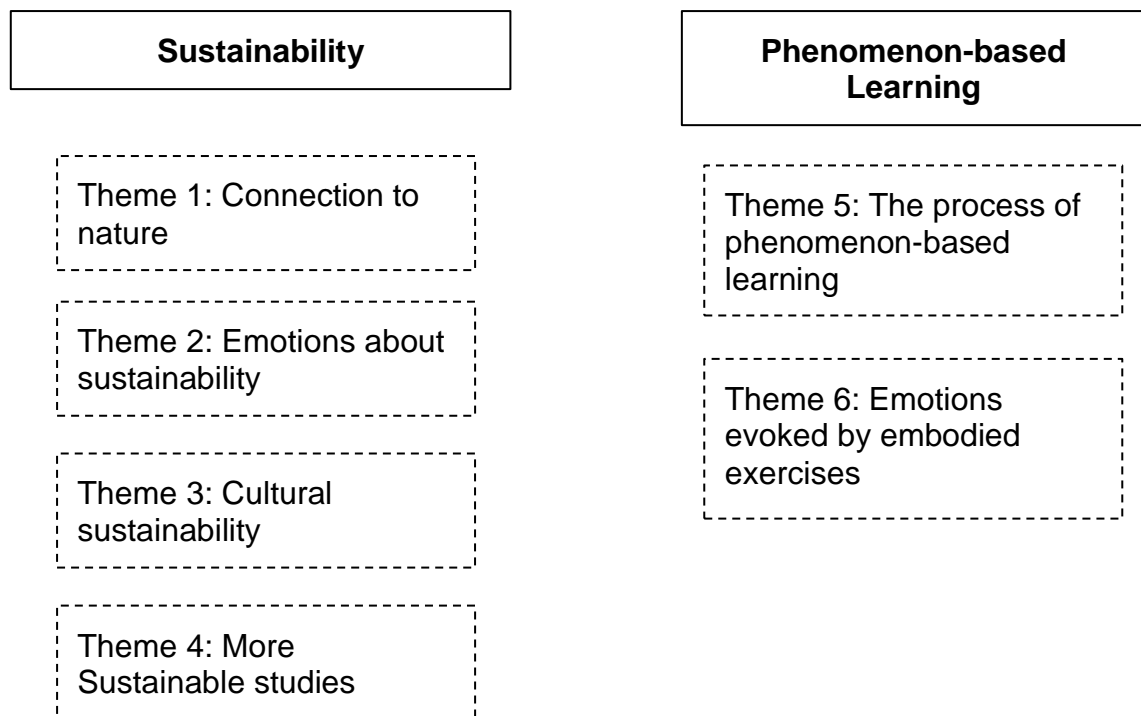 Sustainability
Theme 1: Connection to
nature
Theme 2: Emotions about
sustainability
Theme 3: Cultural
sustainability
Theme 4: More
Sustainable studies
Phenomenon-based
Learning
Theme 5: The process of
phenomenon-based
learning
Theme 6: Emotions
evoked by embodied
exercises